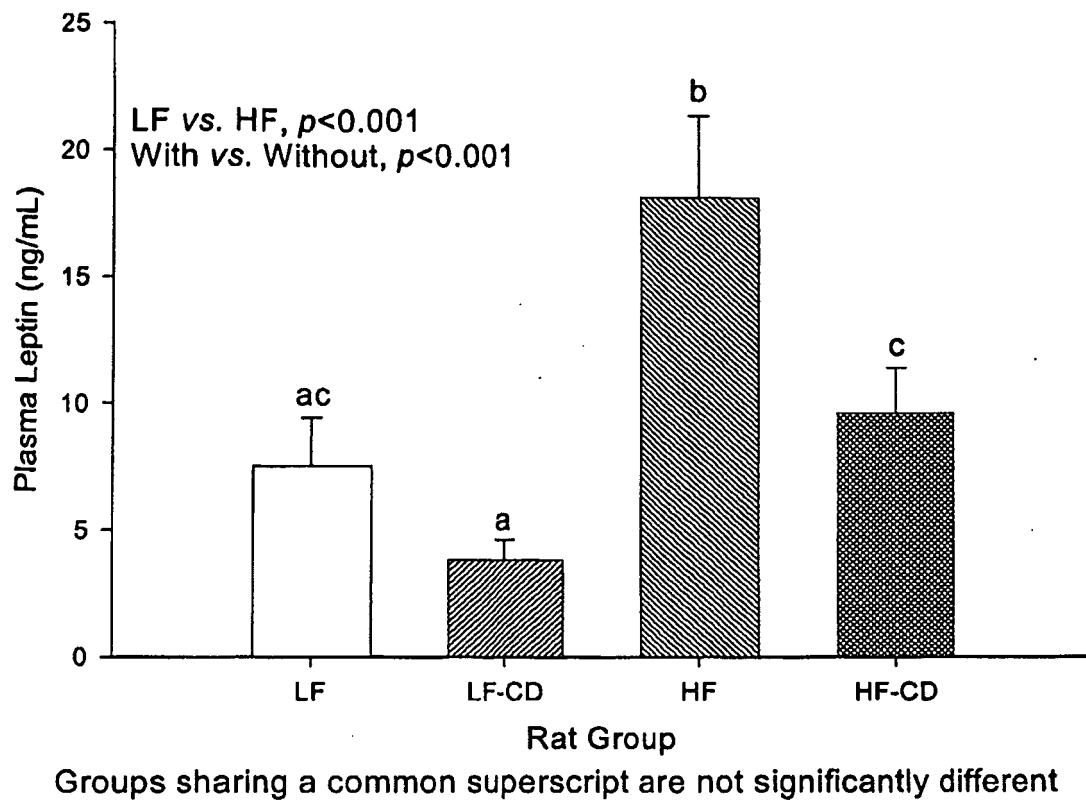 25
20
15
10
5
0
Plasma Leptin (ng/mL)
LF vs. HF, p<0.001
With vs. Without, p<0.001
ac
a
b
c
LF LF-CD HF HF-CD
Rat Group
Groups sharing a common superscript are not significantly different